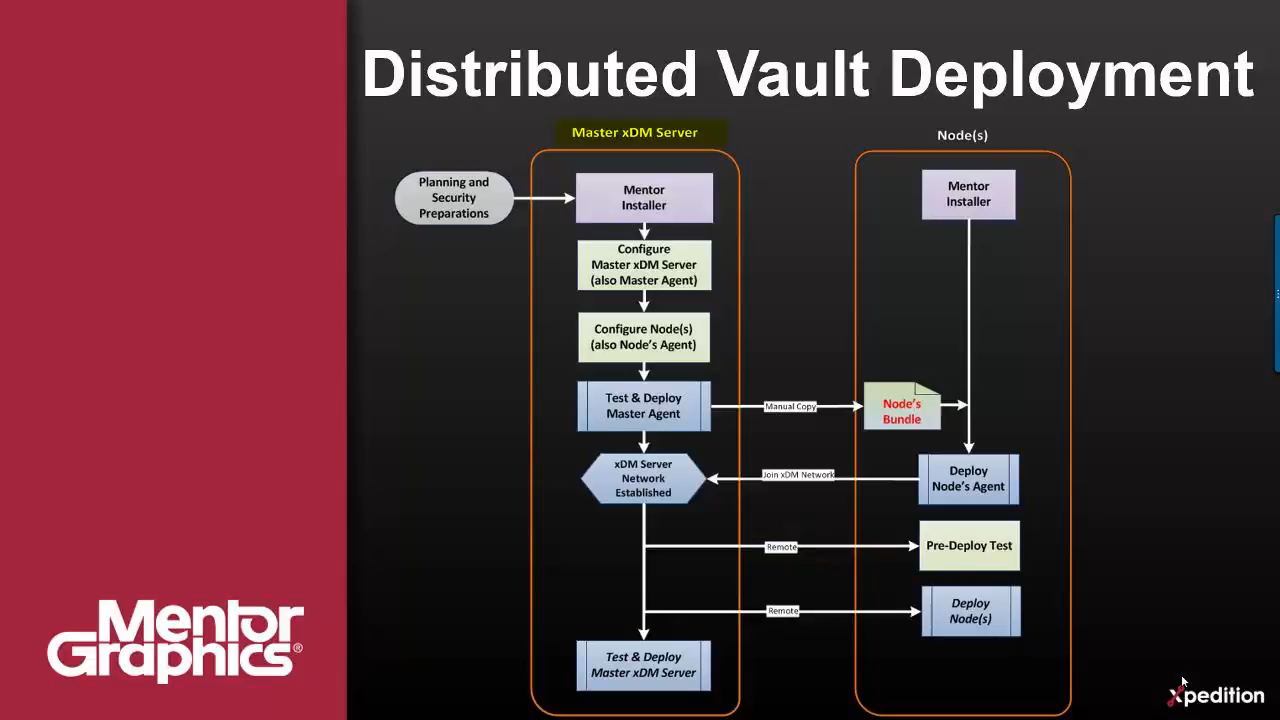 Distributed Vault Deployment
Master xDM Server
Node(s)
Planning and
Security
Preparations
Mentor
Installer
Mentor
Installer
Configure
Master xDM Server
(also Master Agent)
Configure Node(s)
(also Node's Agent)
Test & Deploy
Master Agent
Manual Copy
Node's
Bundle
xDM Server
Network
Established
Join xDM Network
Deploy
Node's Agent
Remote
Pre-Deploy Test
Remote
Deploy
Node(s)
Test & Deploy
Master xDM Server
Mentor
Graphics®
xpedition